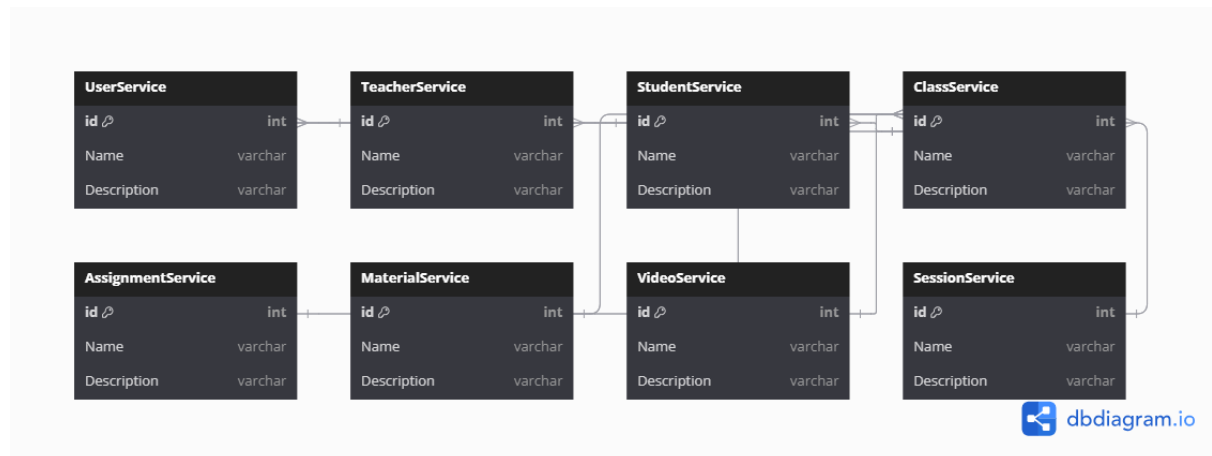 UserService
id int
Name varchar
Description varchar
TeacherService
id int
Name varchar
Description varchar
StudentService
id int
Name varchar
Description varchar
ClassService
id int
Name varchar
Description varchar
AssignmentService
id int
Name varchar
Description varchar
MaterialService
id int
Name varchar
Description varchar
VideoService
id int
Name varchar
Description varchar
SessionService
id int
Name varchar
Description varchar
dbdiagram.io